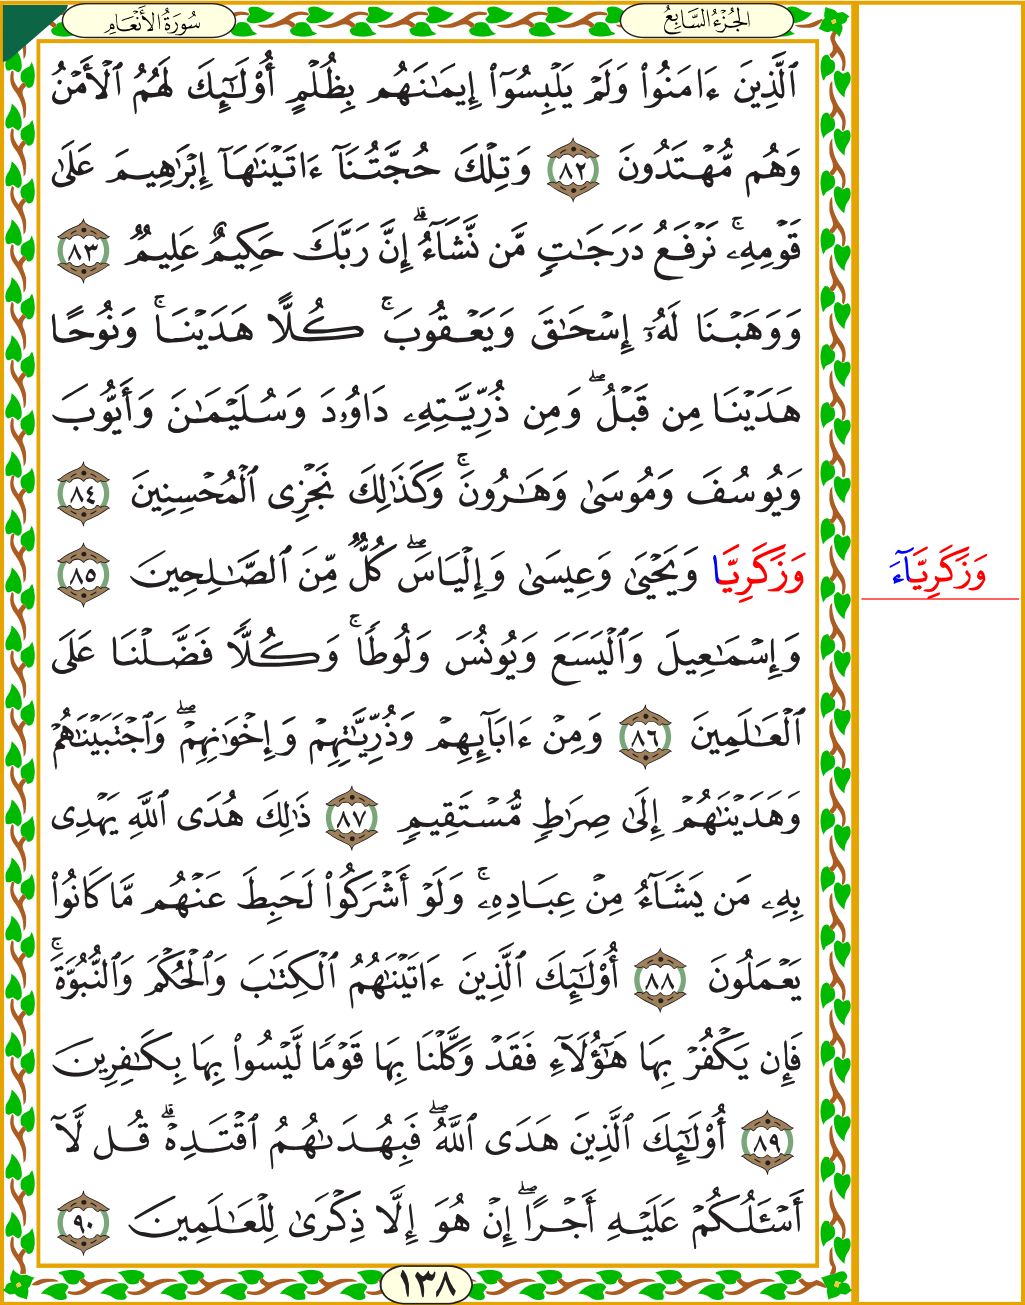 الجُزْءُ السَّابِعُ
سُورَةُ الأَنْعَامِ
ٱلَّذِينَ ءَامَنُوا۟ وَلَمْ يَلْبِسُوٓا۟ إِيمَـٰنَهُم بِظُلْمٍ أُو۟لَـٰٓئِكَ لَهُمُ ٱلْأَمْنُ
وَهُم مُّهْتَدُونَ ٨٢ وَتِلْكَ حُجَّتُنَآ ءَاتَيْنَـٰهَآ إِبْرَٰهِيمَ عَلَىٰ
قَوْمِهِۦۚ نَرْفَعُ دَرَجَـٰتٍ مَّن نَّشَآءُۗ إِنَّ رَبَّكَ حَكِيمٌ عَلِيمٌ ٨٣
وَوَهَبْنَا لَهُۥٓ إِسْحَـٰقَ وَيَعْقُوبَۚ كُلًّا هَدَيْنَاۚ وَنُوحًا
هَدَيْنَا مِن قَبْلُۖ وَمِن ذُرِّيَّتِهِۦ دَاوُۥدَ وَسُلَيْمَـٰنَ وَأَيُّوبَ
وَيُوسُفَ وَمُوسَىٰ وَهَـٰرُونَۚ وَكَذَٰلِكَ نَجْزِى ٱلْمُحْسِنِينَ ٨٤
وَزَكَرِيَّا وَيَحْيَىٰ وَعِيسَىٰ وَإِلْيَاسَۖ كُلٌّ مِّنَ ٱلصَّـٰلِحِينَ ٨٥
وَزَكَرِيَّآءَ
وَإِسْمَـٰعِيلَ وَٱلْيَسَعَ وَيُونُسَ وَلُوطًاۚ وَكُلًّا فَضَّلْنَا عَلَى
ٱلْعَـٰلَمِينَ ٨٦ وَمِنْ ءَابَآئِهِمْ وَذُرِّيَّـٰتِهِمْ وَإِخْوَٰنِهِمْۖ وَٱجْتَبَيْنَـٰهُمْ
وَهَدَيْنَـٰهُمْ إِلَىٰ صِرَٰطٍ مُّسْتَقِيمٍ ٨٧ ذَٰلِكَ هُدَى ٱللَّهِ يَهْدِى
بِهِۦ مَن يَشَآءُ مِنْ عِبَادِهِۦۚ وَلَوْ أَشْرَكُوا۟ لَحَبِطَ عَنْهُم مَّا كَانُوا۟
يَعْمَلُونَ ٨٨ أُو۟لَـٰٓئِكَ ٱلَّذِينَ ءَاتَيْنَـٰهُمُ ٱلْكِتَـٰبَ وَٱلْحُكْمَ وَٱلنُّبُوَّةَۚ
فَإِن يَكْفُرْ بِهَا هَـٰٓؤُلَآءِ فَقَدْ وَكَّلْنَا بِهَا قَوْمًا لَّيْسُوا۟ بِهَا بِكَـٰفِرِينَ
٨٩ أُو۟لَـٰٓئِكَ ٱلَّذِينَ هَدَى ٱللَّهُۖ فَبِهُدَىٰهُمُ ٱقْتَدِهْۗ قُل لَّآ
أَسْـَٔلُكُمْ عَلَيْهِ أَجْرًاۖ إِنْ هُوَ إِلَّا ذِكْرَىٰ لِلْعَـٰلَمِينَ ٩٠
١٣٨